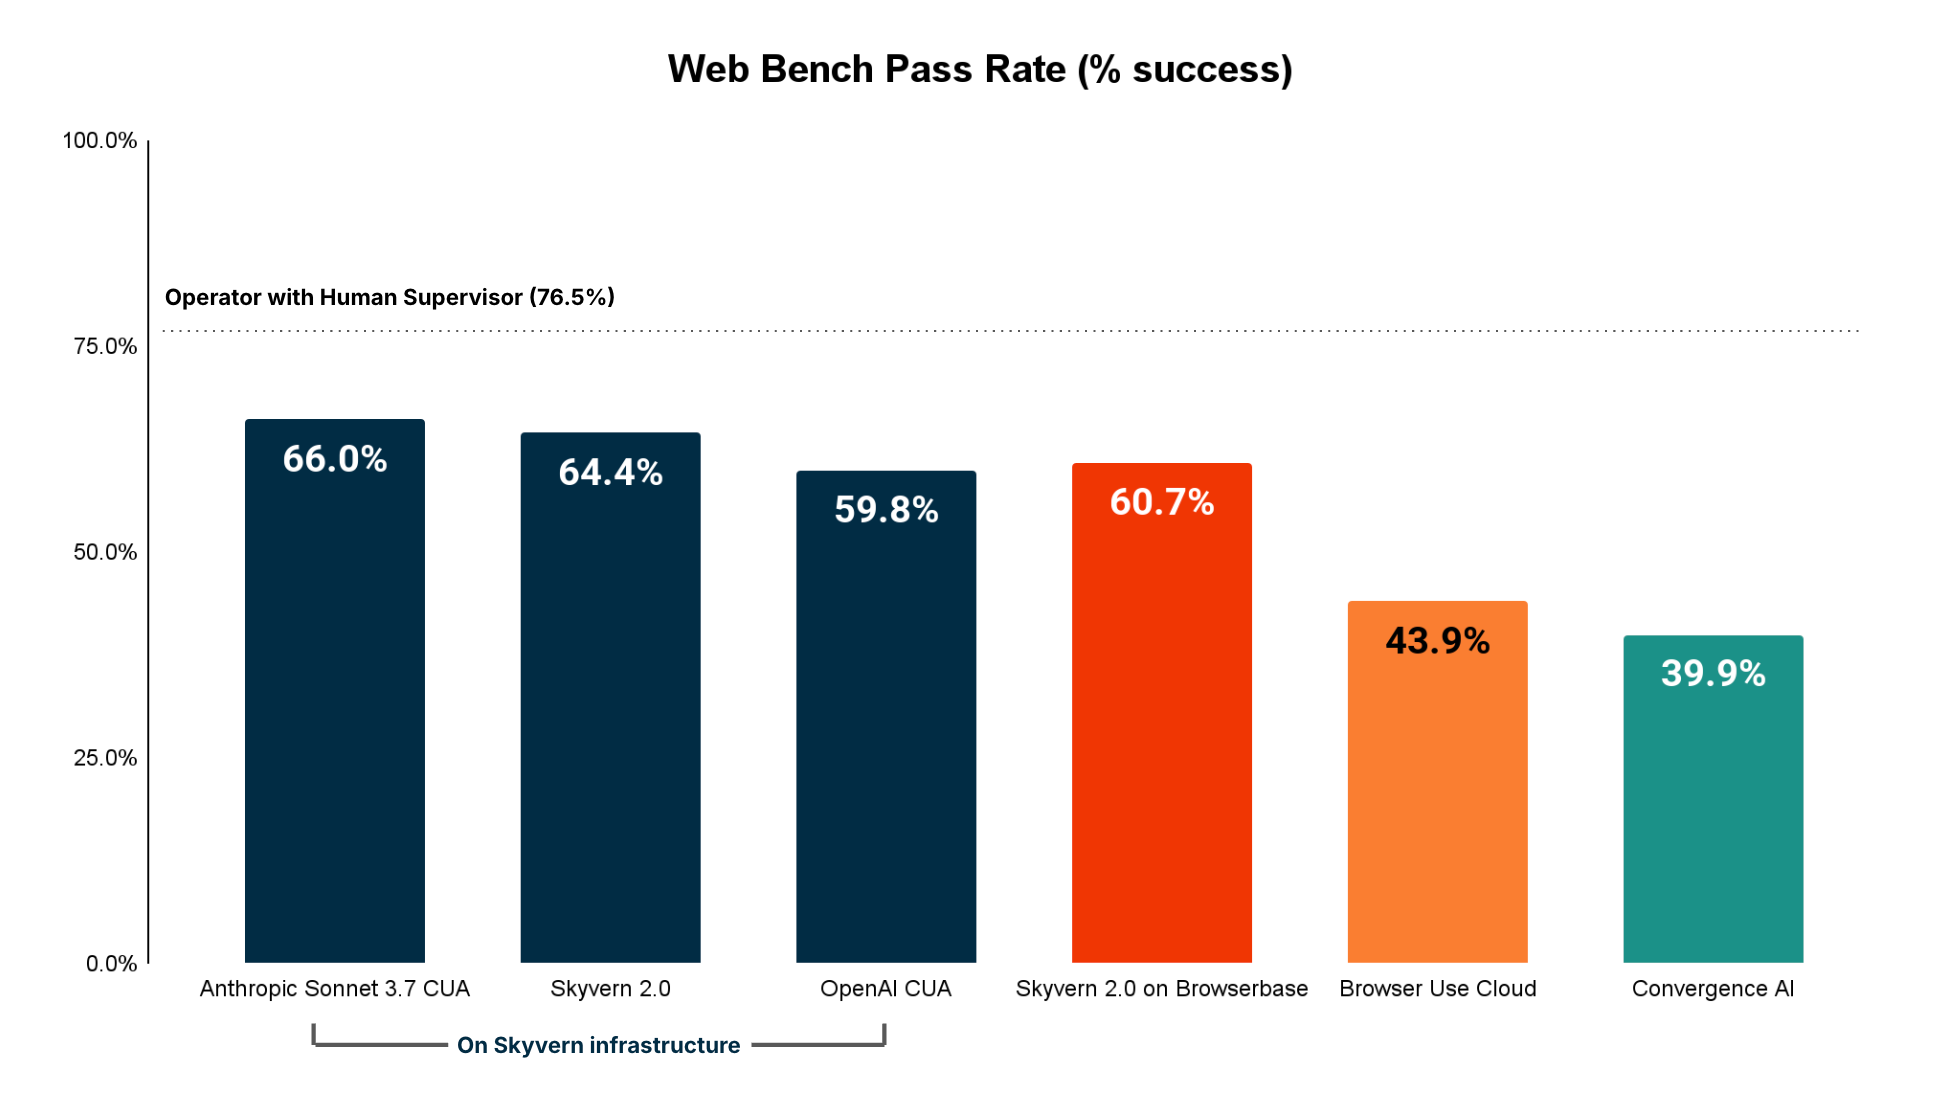 Web Bench Pass Rate (% success)
100.0%
Operator with Human Supervisor (76.5%)
75.0%
66.0%
64.4%
59.8%
60.7%
50.0%
43.9%
39.9%
25.0%
0.0%
Anthropic Sonnet 3.7 CUA
Skyvern 2.0
OpenAI CUA
Skyvern 2.0 on Browserbase
Browser Use Cloud
Convergence AI
On Skyvern infrastructure